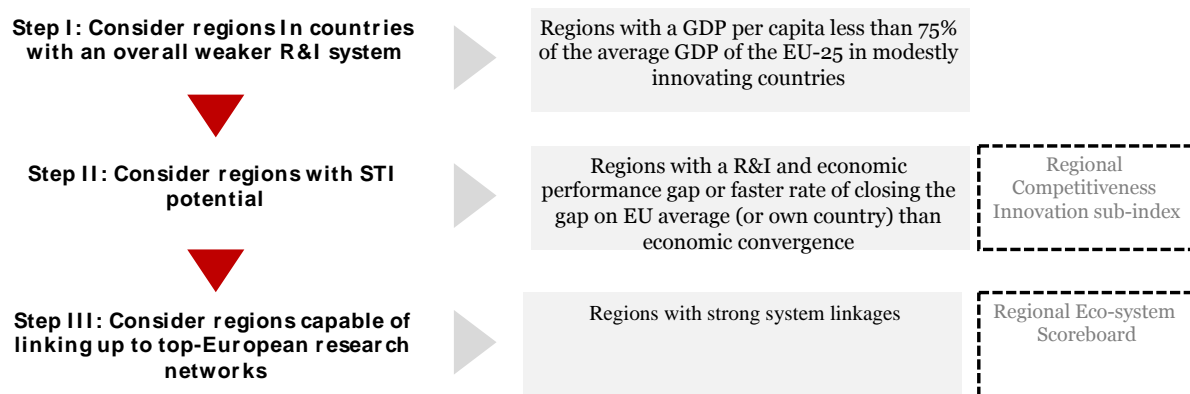 Step I: Consider regions In countries
with an overall weaker R&I system
Regions with a GDP per capita less than 75%
of the average GDP of the EU-25 in modestly
innovating countries
Step II: Consider regions with STI
potential
Regions with a R&I and economic
performance gap or faster rate of closing the
gap on EU average (or own country) than
economic convergence
Regional
Competitiveness
Innovation sub-index
Step III: Consider regions capable of
linking up to top-European research
networks
Regions with strong system linkages
Regional Eco-system
Scoreboard